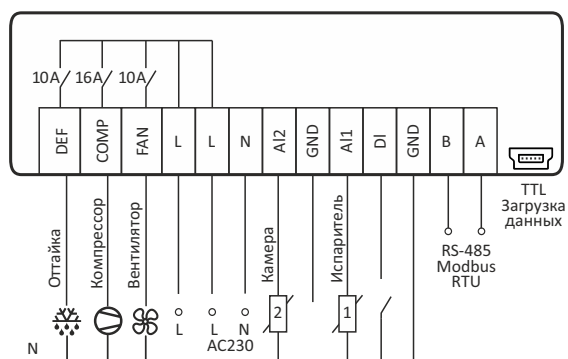 10A
16A
10A
DEF
COMP
FAN
L
L
N
AI2
GND
AI1
DI
GND
B
A
TTL
Загрузка
данных
Оттайка
Компрессор
Вентилятор
Камера
Испаритель
RS-485
Modbus
RTU
2
1
L
L
N
AC230
N